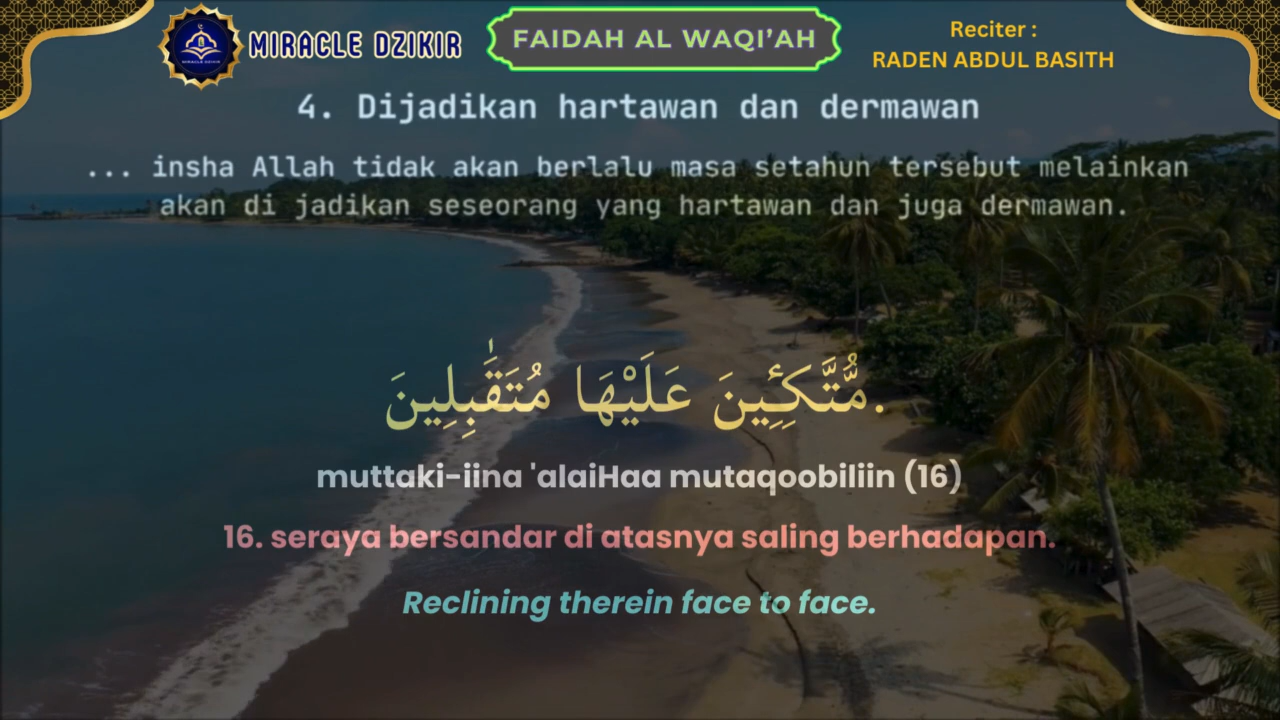 MIRACLE DZIKIR
FAIDAH AL WAQI'AH
Reciter :
RADEN ABDUL BASITH
4. Dijadikan hartawan dan dermawan
... insha Allah tidak akan berlalu masa setahun tersebut melainkan
akan di jadikan seseorang yang hartawan dan juga dermawan.
.مُّتَّكِـِٔينَ عَلَيْهَا مُتَقَٰبِلِينَ
muttaki-iina 'alaiHaa mutaqoobiliin (16)
16. seraya bersandar di atasnya saling berhadapan.
Reclining therein face to face.